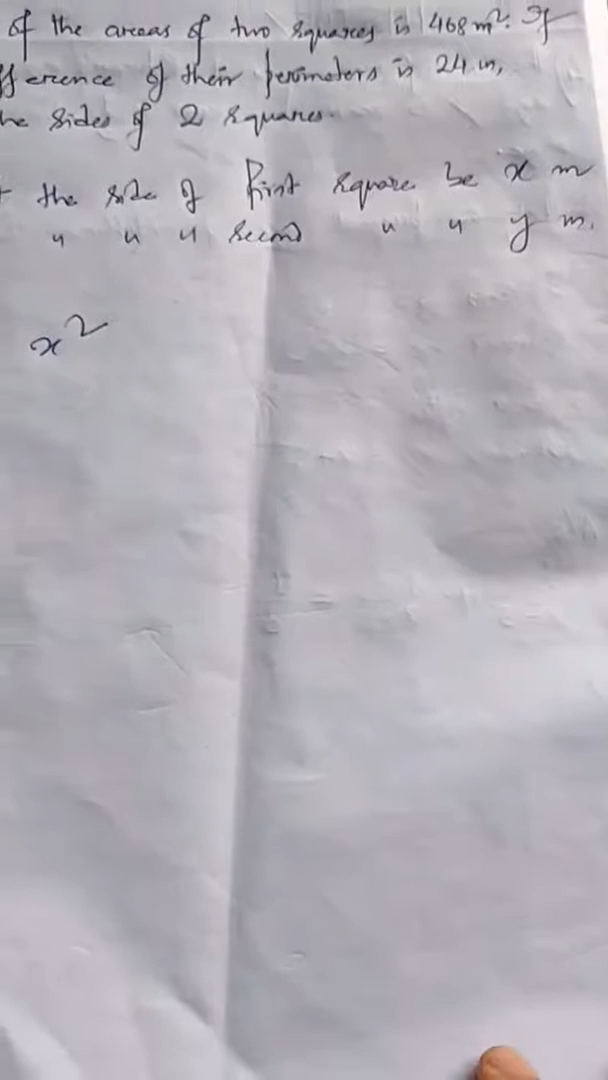 of the areas of two squares is 468 m². If
fference of their perimeters is 24 m,
he sides of 2 squares.
the side of first square be x m
" " " second " " y m.
x²